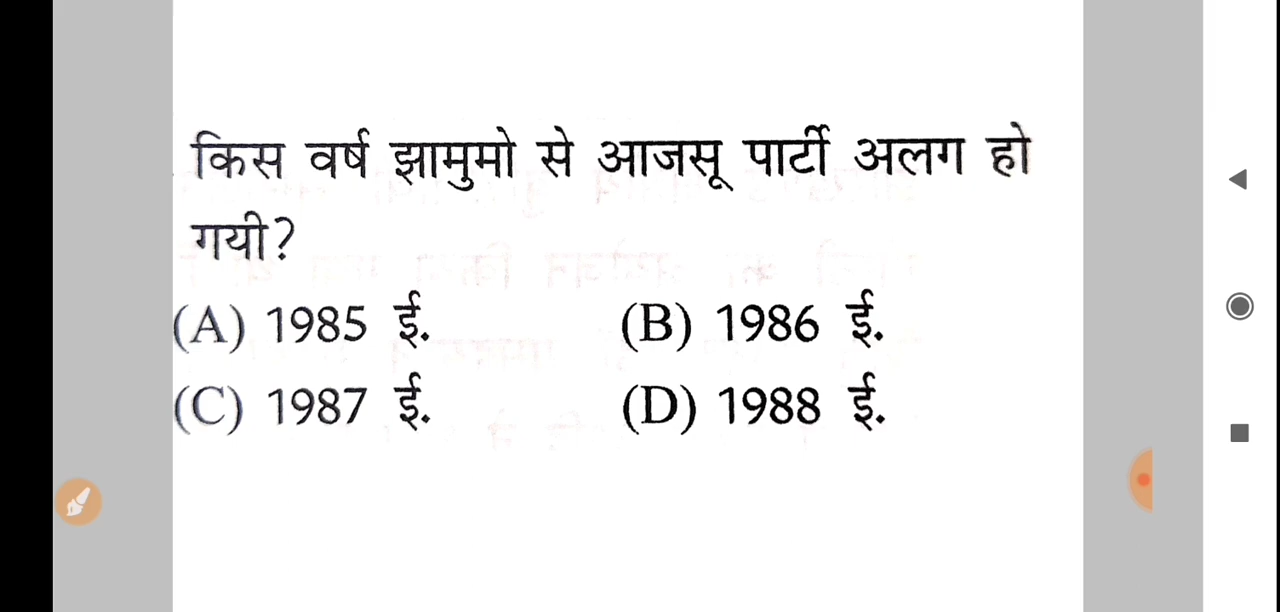 किस वर्ष झामुमो से आजसू पार्टी अलग हो
गयी?
(A) 1985 ई. (B) 1986 ई.
(C) 1987 ई. (D) 1988 ई.